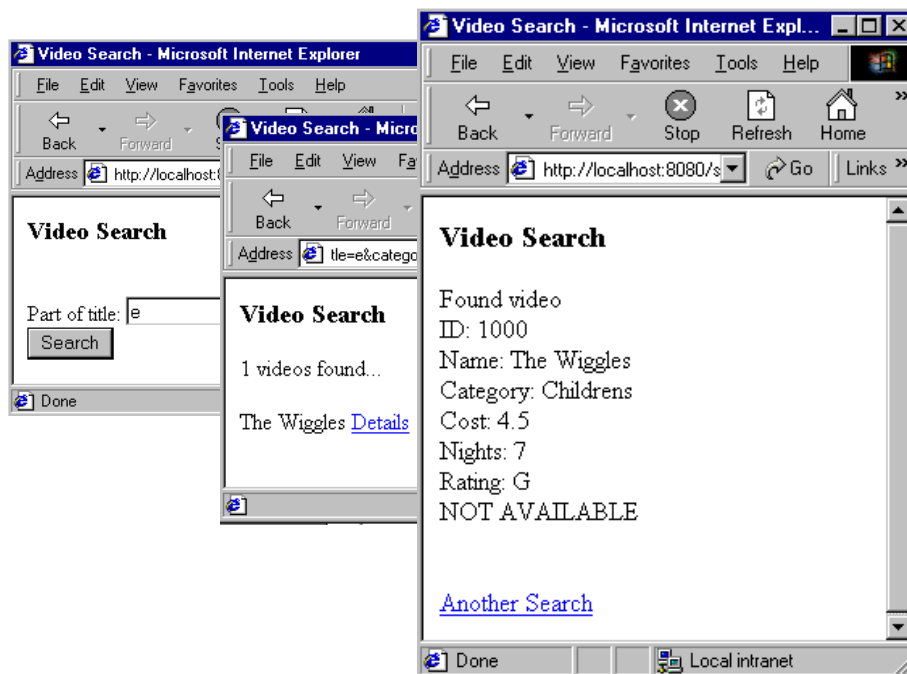 Video Search - Microsoft Internet Explorer
File Edit View Favorites Tools Help
Back Forward
Address http://localhost:8
Video Search
Part of title: e
Search
Done
Video Search - Micro
File Edit View Fa
Back Forward
Address tle=e&catego
Video Search
1 videos found...
The Wiggles Details
Video Search - Microsoft Internet Expl...
File Edit View Favorites Tools Help
Back Forward Stop Refresh Home »
Address http://localhost:8080/s Go Links »
Video Search
Found video
ID: 1000
Name: The Wiggles
Category: Childrens
Cost: 4.5
Nights: 7
Rating: G
NOT AVAILABLE
Another Search
Done Local intranet